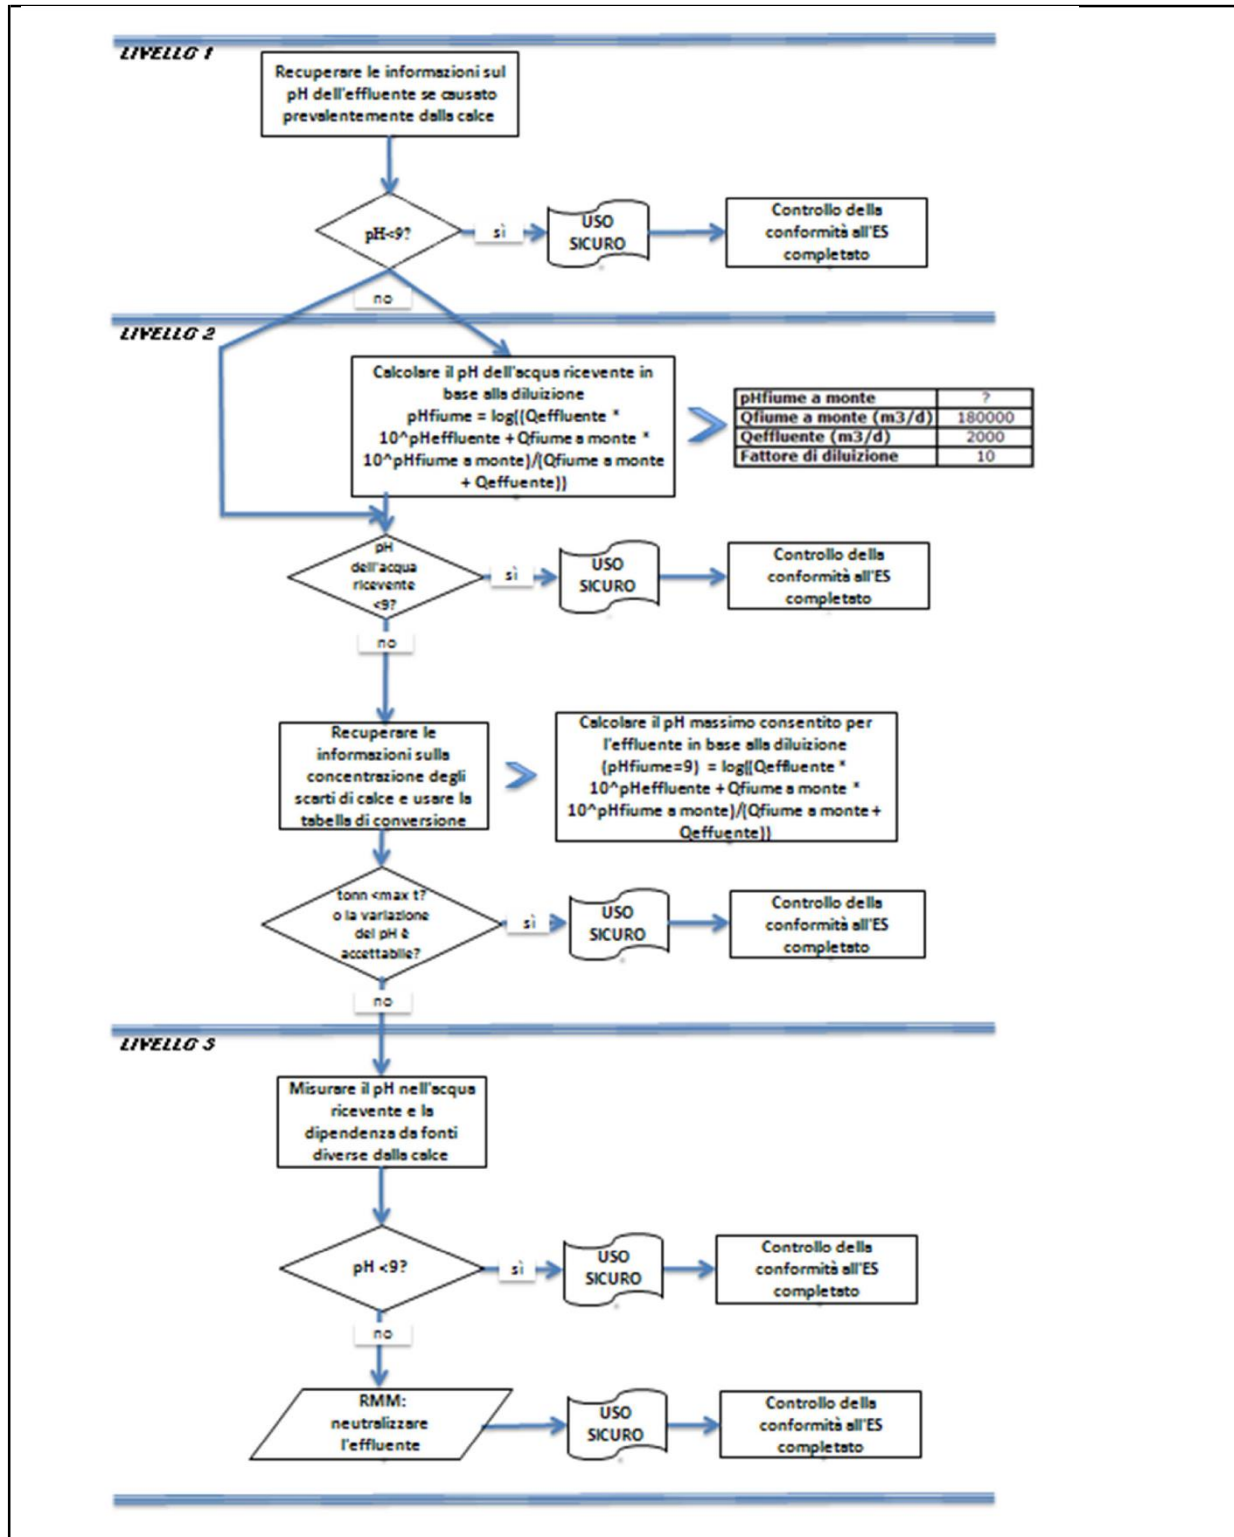 LIVELLO 1
Recuperare le informazioni sul
pH dell'effluente se causato
prevalentemente dalla calce
pH<9?
sì
USO
SICURO
Controllo della
conformità all'ES
completato
no
LIVELLO 2
Calcolare il pH dell'acqua ricevente in
base alla diluizione
pHfiume = log((Qeffluente *
10^pHeffluente + Qfiume a monte *
10^pHfiume a monte)/(Qfiume a monte
+ Qeffuente))
pHfiume a monte ?
Qfiume a monte (m3/d) 180000
Qeffluente (m3/d) 2000
Fattore di diluizione 10
pH
dell'acqua
ricevente
<9?
sì
USO
SICURO
Controllo della
conformità all'ES
completato
no
Recuperare le
informazioni sulla
concentrazione degli
scarti di calce e usare la
tabella di conversione
Calcolare il pH massimo consentito per
l'effluente in base alla diluizione
(pHfiume=9) = log((Qeffluente *
10^pHeffluente + Qfiume a monte *
10^pHfiume a monte)/(Qfiume a monte +
Qeffuente))
tonn <max t?
o la variazione
del pH è
accettabile?
sì
USO
SICURO
Controllo della
conformità all'ES
completato
no
LIVELLO 3
Misurare il pH nell'acqua
ricevente e la
dipendenza da fonti
diverse dalla calce
pH <9?
sì
USO
SICURO
Controllo della
conformità all'ES
completato
no
RMM:
neutralizzare
l'effluente
USO
SICURO
Controllo della
conformità all'ES
completato